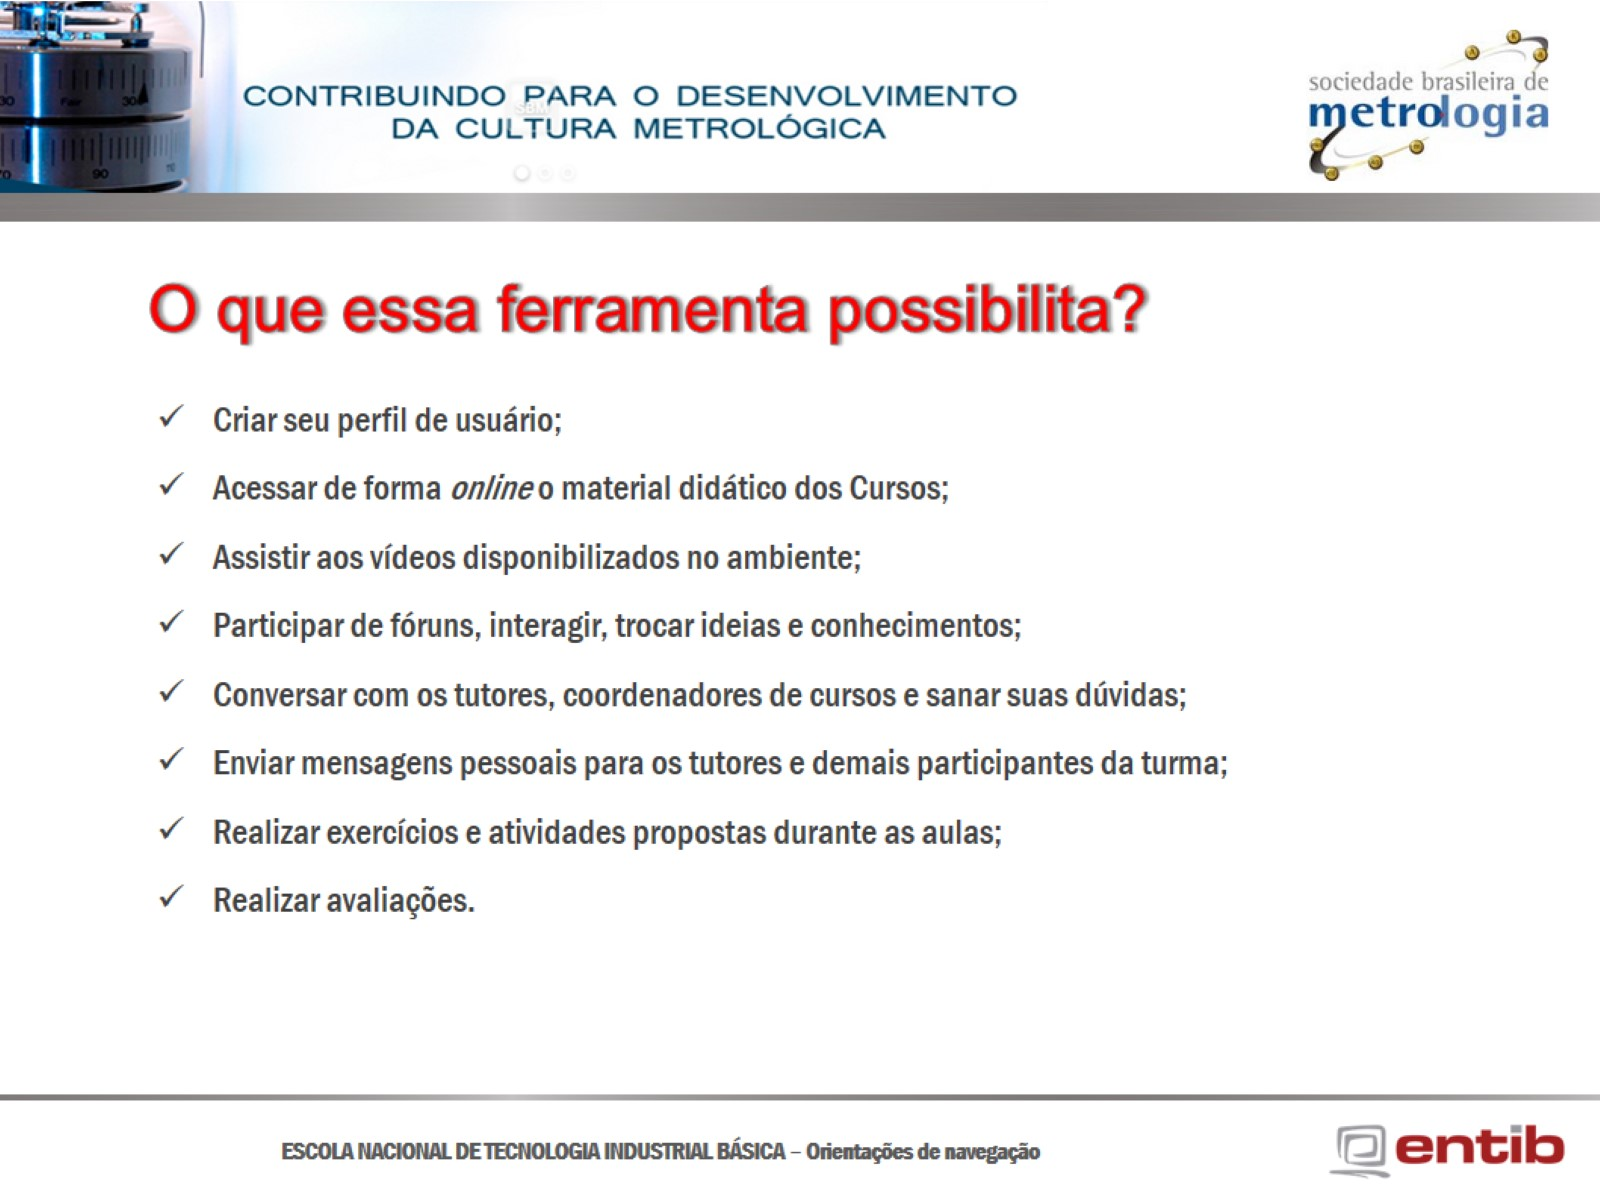 CONTRIBUINDO PARA O DESENVOLVIMENTO
DA CULTURA METROLÓGICA
SBM
sociedade brasileira de
metrologia
O que essa ferramenta possibilita?
✓ Criar seu perfil de usuário;
✓ Acessar de forma online o material didático dos Cursos;
✓ Assistir aos vídeos disponibilizados no ambiente;
✓ Participar de fóruns, interagir, trocar ideias e conhecimentos;
✓ Conversar com os tutores, coordenadores de cursos e sanar suas dúvidas;
✓ Enviar mensagens pessoais para os tutores e demais participantes da turma;
✓ Realizar exercícios e atividades propostas durante as aulas;
✓ Realizar avaliações.
ESCOLA NACIONAL DE TECNOLOGIA INDUSTRIAL BÁSICA – Orientações de navegação
entib